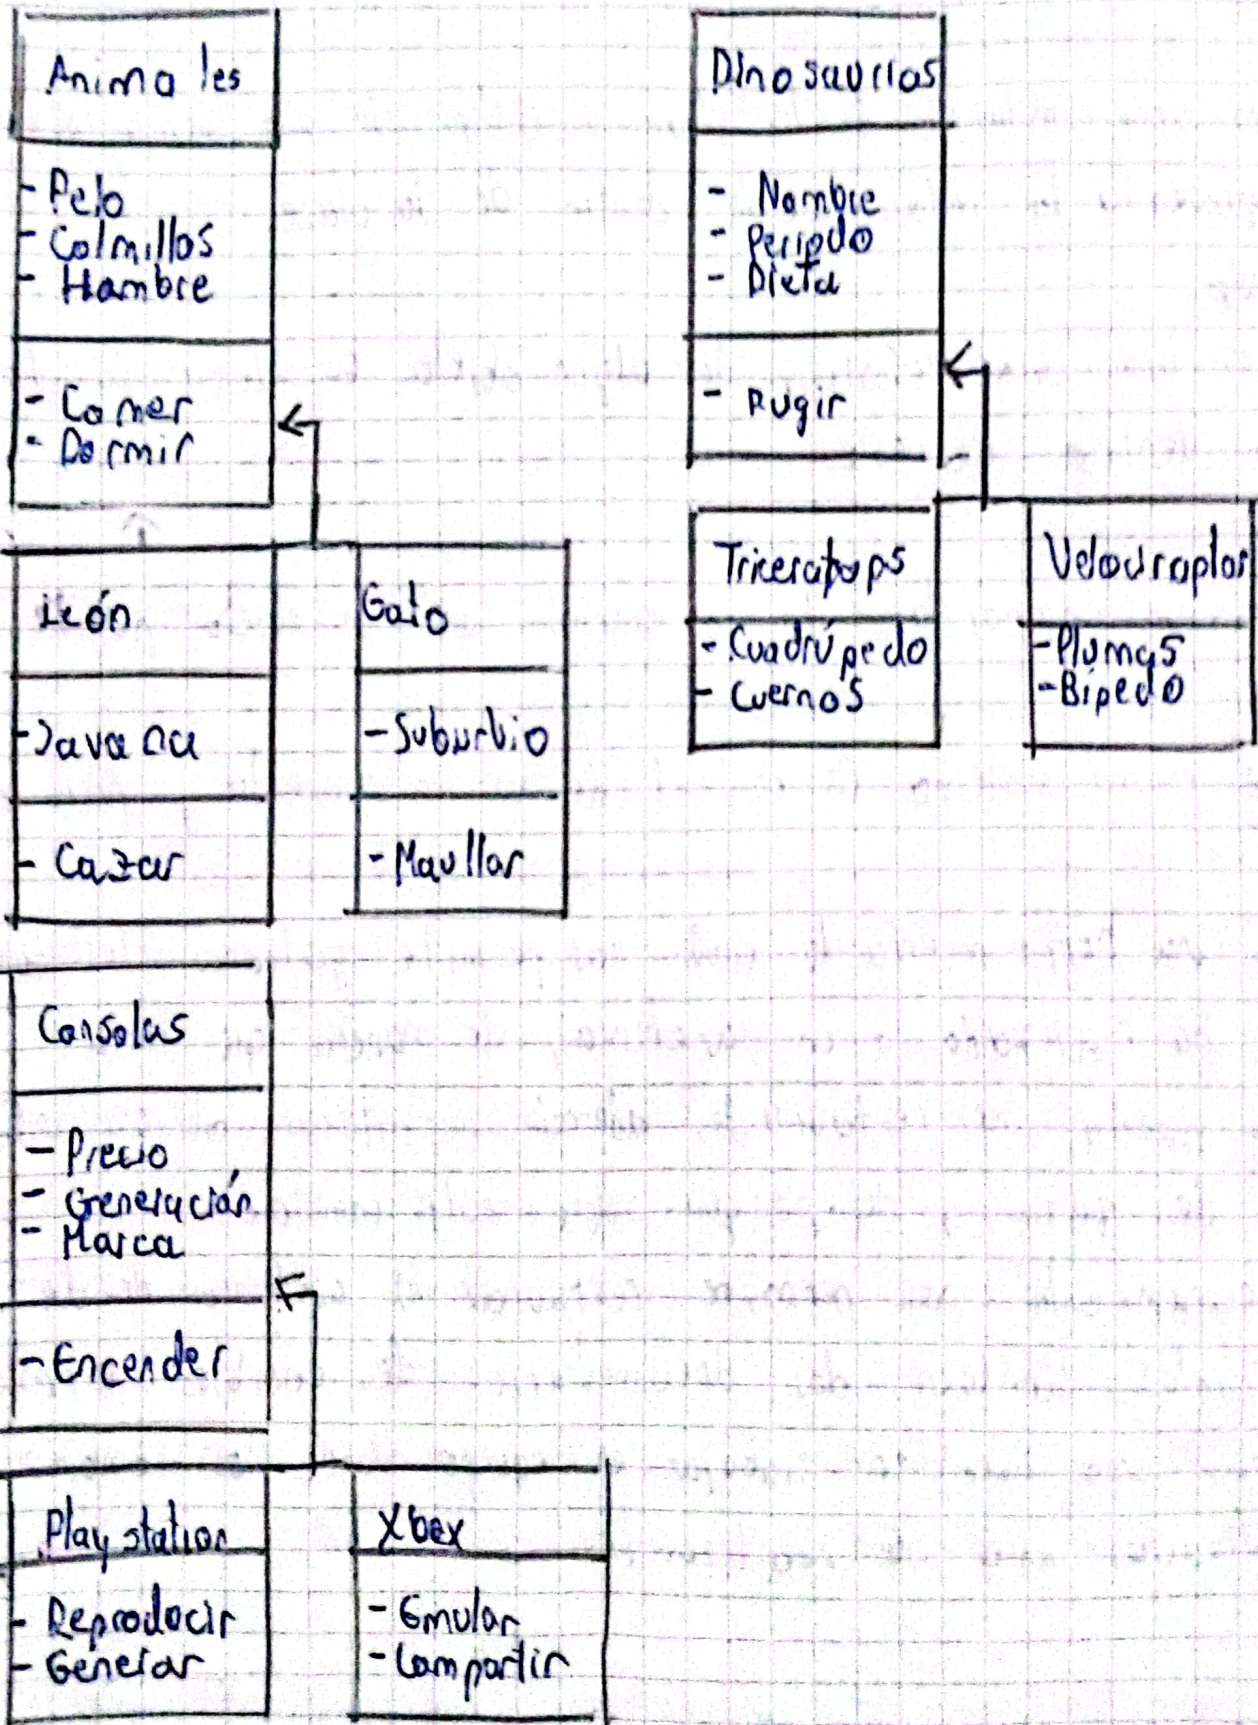 Animales
- Pelo
- Colmillos
- Hambre
- Comer
- Dormir
León
- Savana
- Cazar
Gato
- Suburbio
- Maullar
Dinosaurios
- Nombre
- Periodo
- Dieta
- Rugir
Triceratops
- Cuadrúpedo
- Cuernos
Velociraptor
- Plumas
- Bípedo
Consolas
- Precio
- Generación
- Marca
- Encender
Play station
- Reproducir
- Generar
Xbox
- Emular
- Compartir